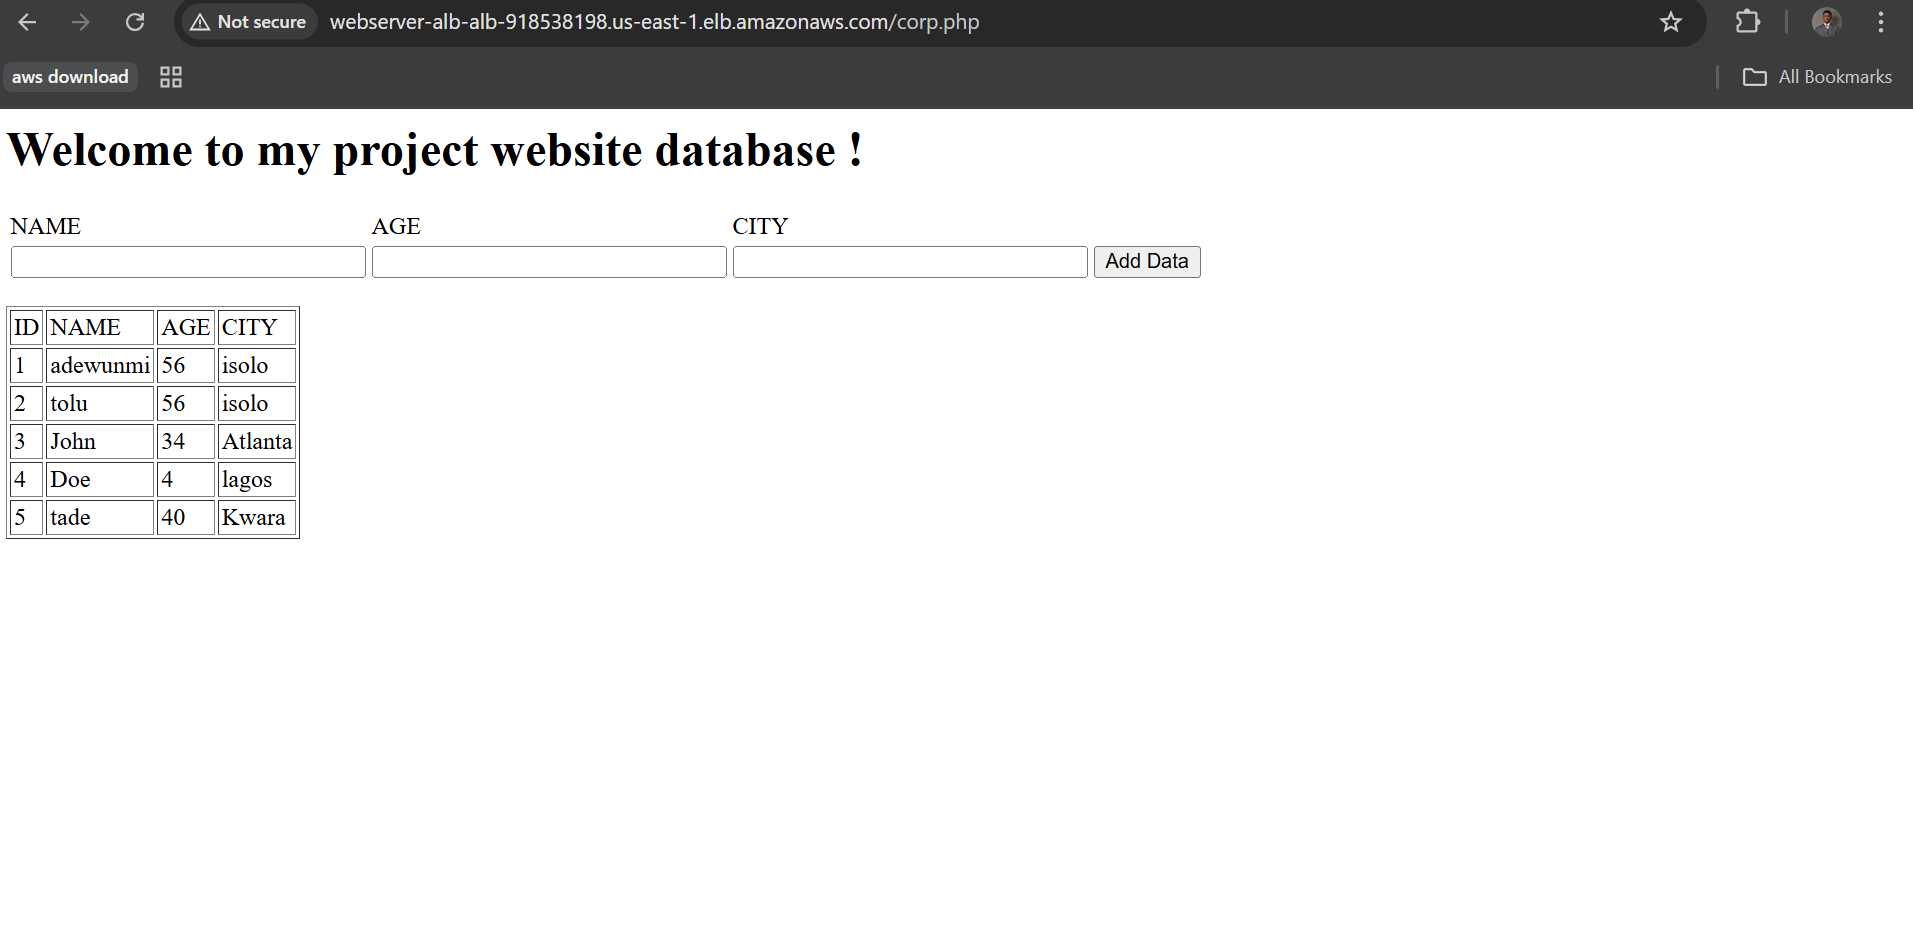 Not secure webserver-alb-alb-918538198.us-east-1.elb.amazonaws.com/corp.php
aws download All Bookmarks
Welcome to my project website database !
NAME AGE CITY
Add Data
ID NAME AGE CITY
1 adewunmi 56 isolo
2 tolu 56 isolo
3 John 34 Atlanta
4 Doe 4 lagos
5 tade 40 Kwara